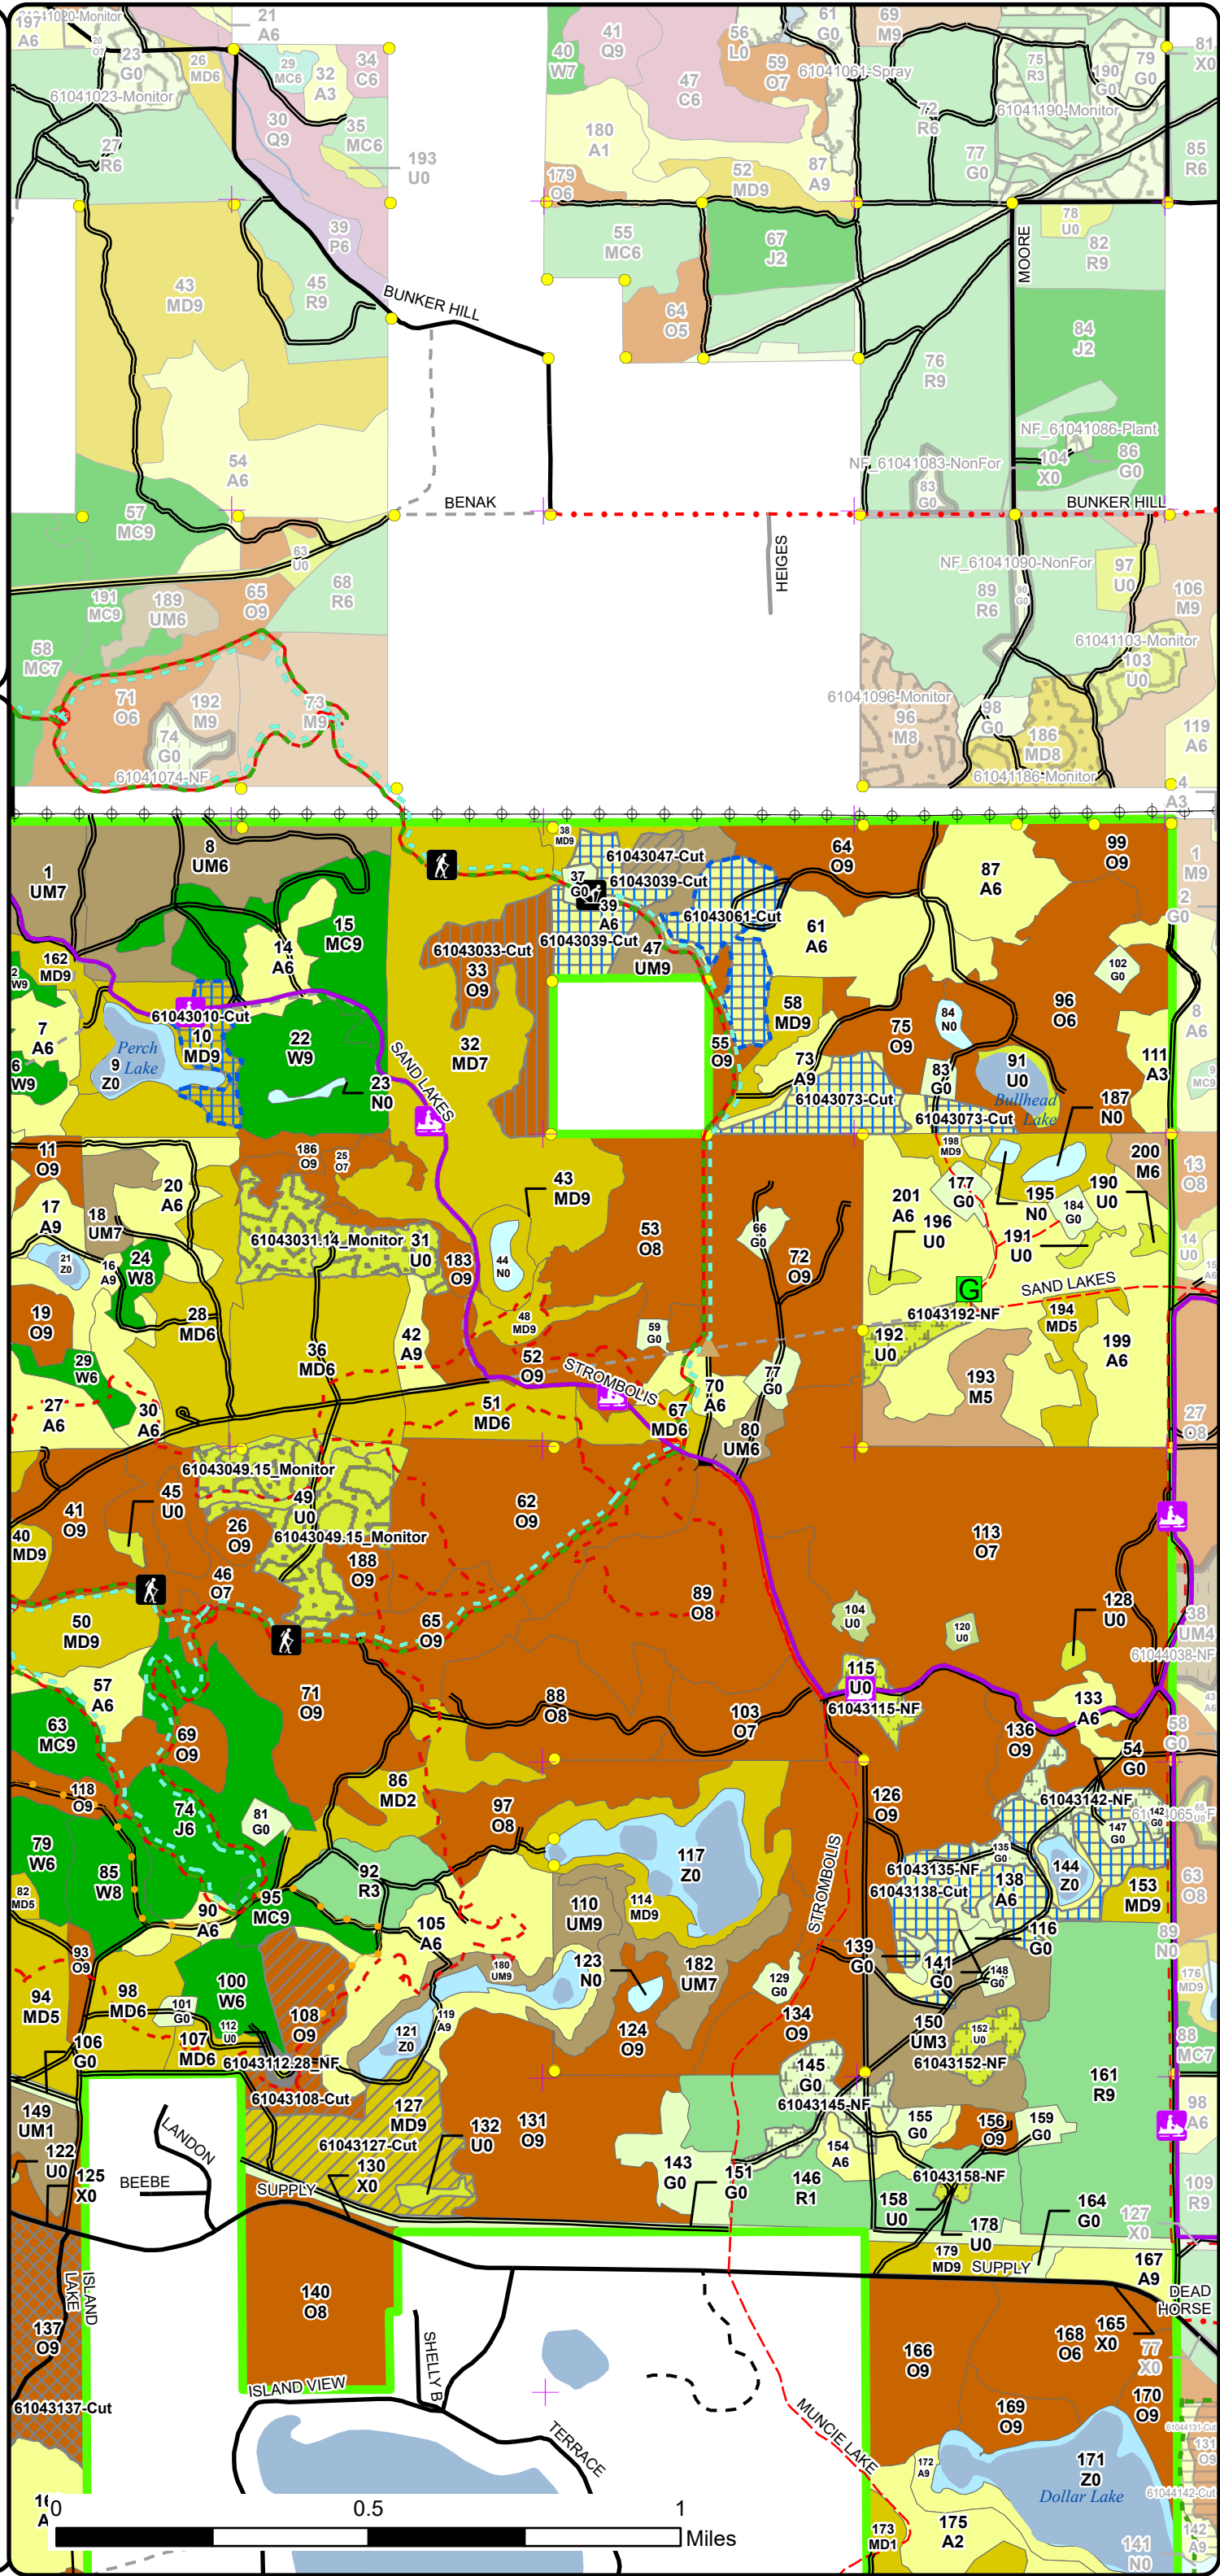 61041020-Monitor
197
A6
20
O7
23
G0
26
MD6
21
A6
29
MC6
32
A3
34
C6
61041023-Monitor
30
Q9
35
MC6
27
R6
193
U0
39
P6
45
R9
43
MD9
BUNKER HILL
40
W7
41
Q9
56
L0
61
G0
69
M9
59
O7
61041061-Spray
47
C6
180
A1
52
MD9
87
A9
179
O6
72
R6
77
G0
75
R3
190
G0
79
G0
81
X0
61041190-Monitor
85
R6
55
MC6
67
J2
64
O5
MOORE
78
U0
82
R9
84
J2
76
R9
54
A6
57
MC9
NF_61041086-Plant
86
G0
104
X0
NF_61041083-NonFor
83
G0
BENAK
BUNKER HILL
HEIGES
63
U0
65
O9
68
R6
191
MC9
189
UM6
58
MC7
71
O6
192
M9
73
M9
74
G0
61041074-NF
NF_61041090-NonFor
89
R6
90
G0
97
U0
106
M9
61041103-Monitor
103
U0
61041096-Monitor
96
M8
98
G0
186
MD8
119
A6
61041186-Monitor
4
A3
1
UM7
8
UM6
15
MC9
14
A6
38
MD9
37
G0
61043047-Cut
61043039-Cut
39
A6
61043039-Cut
47
UM9
61043061-Cut
61043033-Cut
33
O9
64
O9
87
A6
99
O9
61
A6
102
G0
1
M9
2
G0
162
MD9
2
W9
7
A6
6
W9
61043010-Cut
10
MD9
Perch
Lake
9
Z0
22
W9
23
N0
SAND LAKES
32
MD7
55
O9
58
MD9
75
O9
84
N0
96
O6
73
A9
61043073-Cut
83
G0
91
U0
Bullhead
Lake
61043073-Cut
187
N0
111
A3
8
A6
9
MC9
11
O9
17
A9
18
UM7
20
A6
21
Z0
16
A9
24
W8
19
O9
28
MD6
29
W6
27
A6
30
A6
186
O9
25
O7
61043031.14_Monitor
31
U0
183
O9
36
MD6
42
A9
43
MD9
44
N0
53
O8
48
MD9
59
G0
52
O9
STROMBOLIS
51
MD6
66
G0
72
O9
77
G0
70
A6
67
MD6
80
UM6
198
MD9
177
G0
201
A6
196
U0
195
N0
184
G0
190
U0
191
U0
200
M6
13
O8
14
U0
SAND LAKES
61043192-NF
192
U0
194
MD5
193
M5
199
A6
27
O8
61043049.15_Monitor
49
U0
61043049.15_Monitor
45
U0
41
O9
40
MD9
26
O9
46
O7
188
O9
62
O9
65
O9
89
O8
113
O7
104
U0
120
U0
128
U0
38
UM4
61044038-NF
50
MD9
57
A6
63
MC9
69
O9
71
O9
88
O8
103
O7
115
U0
61043115-NF
133
A6
136
O9
54
G0
43
A6
58
G0
118
O9
74
J6
81
G0
79
W6
82
MD5
85
W8
90
A6
95
MC9
86
MD2
97
O8
92
R3
105
A6
117
Z0
110
UM9
114
MD9
126
O9
STROMBOLIS
61043142-NF
142
G0
147
G0
135
G0
61043135-NF
61043138-Cut
138
A6
144
Z0
153
MD9
116
G0
63
O8
89
N0
93
O9
94
MD5
98
MD6
101
G0
100
W6
112
U0
107
MD6
108
O9
106
G0
61043112.28_NF
61043108-Cut
180
UM9
123
N0
182
UM7
119
A9
121
Z0
124
O9
129
G0
134
O9
139
G0
141
G0
148
G0
150
UM3
152
U0
61043152-NF
176
MD9
88
MC7
149
UM1
122
U0
125
X0
LANDON
BEEBE
127
MD9
61043127-Cut
130
X0
SUPPLY
132
U0
131
O9
145
G0
61043145-NF
143
G0
151
G0
146
R1
154
A6
155
G0
156
O9
159
G0
61043158-NF
158
U0
178
U0
161
R9
164
G0
98
A6
109
R9
127
X0
179
MD9
SUPPLY
167
A9
DEAD
HORSE
ISLAND
LAKE
137
O9
61043137-Cut
140
O8
ISLAND VIEW
SHELLY B
TERRACE
MUNCIE LAKE
166
O9
168
O6
165
X0
77
X0
169
O9
170
O9
61044131-Cut
131
O9
172
A9
171
Z0
Dollar Lake
61044142-Cut
142
A9
173
MD1
175
A2
141
N0
0
0.5
1
Miles